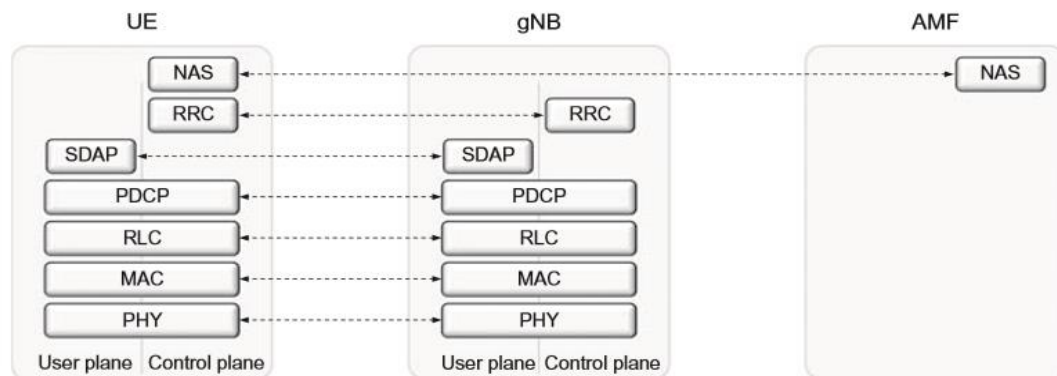 UE gNB AMF
NAS NAS
RRC RRC
SDAP SDAP
PDCP PDCP
RLC RLC
MAC MAC
PHY PHY
User plane Control plane User plane Control plane